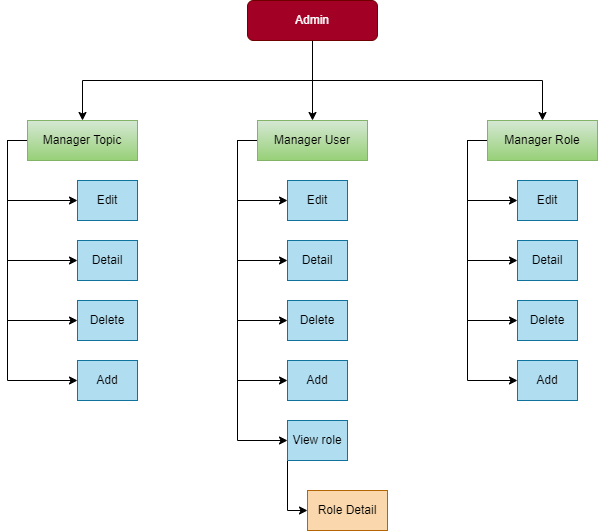 Admin
Manager Topic
Edit
Detail
Delete
Add
Manager User
Edit
Detail
Delete
Add
View role
Role Detail
Manager Role
Edit
Detail
Delete
Add